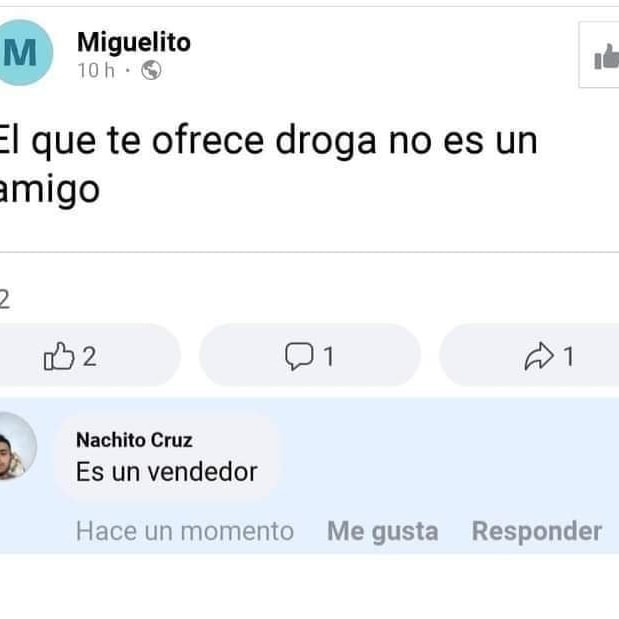 M
Miguelito
10 h ·
El que te ofrece droga no es un
amigo
2
2
1
1
Nachito Cruz
Es un vendedor
Hace un momento Me gusta Responder